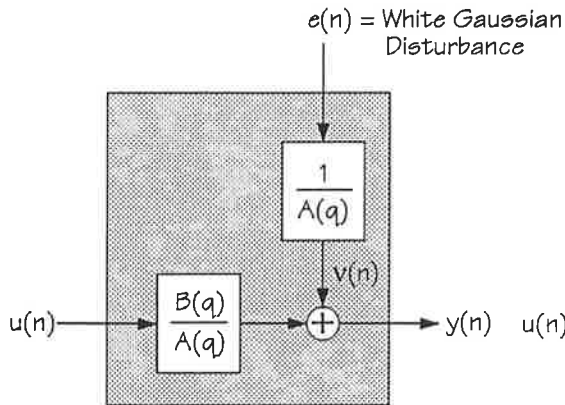 e(n) = White Gaussian
Disturbance
1
A(q)
v(n)
B(q)
A(q)
u(n)
+
y(n)
u(n)